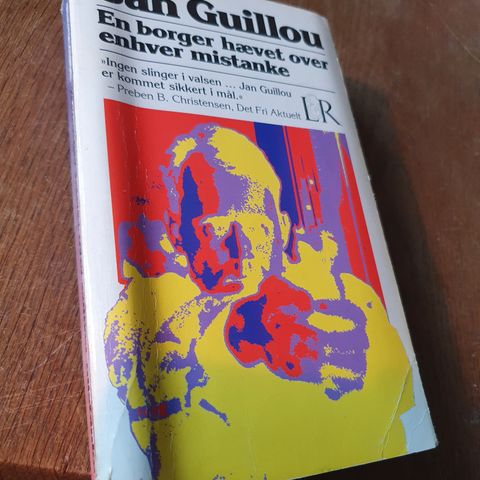 Jan Guillou
En borger hævet over
enhver mistanke
»Ingen slinger i valsen ... Jan Guillou
er kommet sikkert i mål.«
– Preben B. Christensen, Det Fri Aktuelt
LR